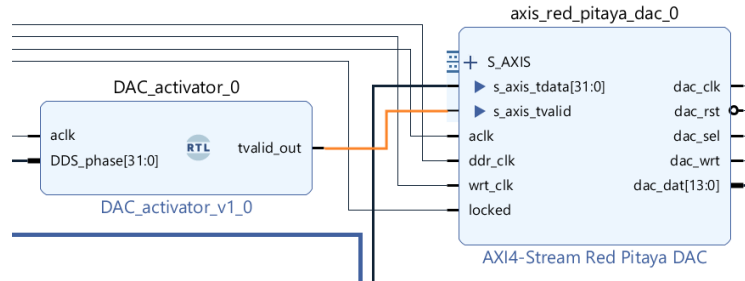 axis_red_pitaya_dac_0
S_AXIS
s_axis_tdata[31:0]
s_axis_tvalid
aclk
ddr_clk
wrt_clk
locked
dac_clk
dac_rst
dac_sel
dac_wrt
dac_dat[13:0]
AXI4-Stream Red Pitaya DAC
DAC_activator_0
aclk
DDS_phase[31:0]
RTL
tvalid_out
DAC_activator_v1_0